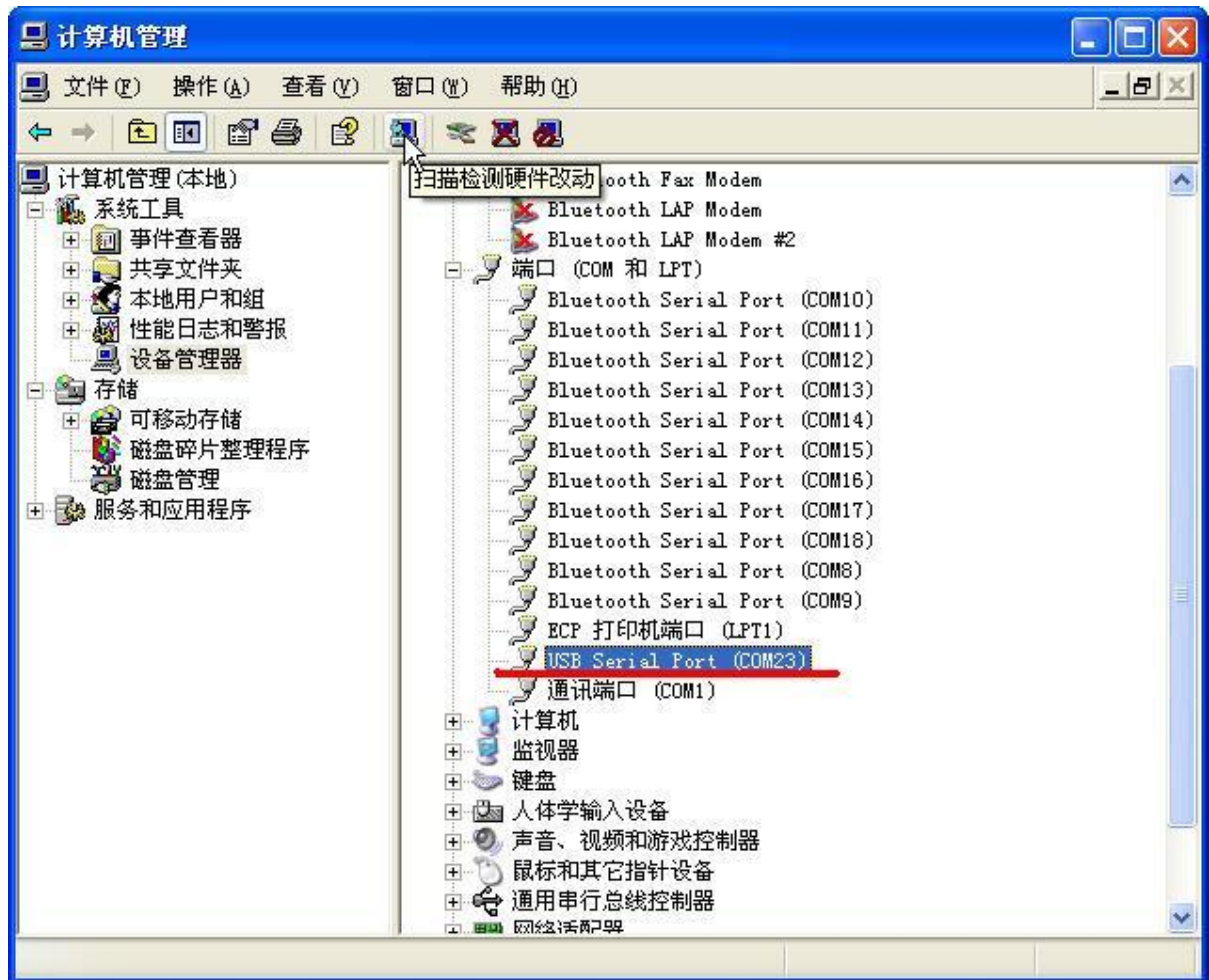 计算机管理
文件(F) 操作(A) 查看(V) 窗口(W) 帮助(H)
扫描检测硬件改动
计算机管理(本地)
系统工具
事件查看器
共享文件夹
本地用户和组
性能日志和警报
设备管理器
存储
可移动存储
磁盘碎片整理程序
磁盘管理
服务和应用程序
ooth Fax Modem
Bluetooth LAP Modem
Bluetooth LAP Modem #2
端口 (COM 和 LPT)
Bluetooth Serial Port (COM10)
Bluetooth Serial Port (COM11)
Bluetooth Serial Port (COM12)
Bluetooth Serial Port (COM13)
Bluetooth Serial Port (COM14)
Bluetooth Serial Port (COM15)
Bluetooth Serial Port (COM16)
Bluetooth Serial Port (COM17)
Bluetooth Serial Port (COM18)
Bluetooth Serial Port (COM8)
Bluetooth Serial Port (COM9)
ECP 打印机端口 (LPT1)
USB Serial Port (COM23)
通讯端口 (COM1)
计算机
监视器
键盘
人体学输入设备
声音、视频和游戏控制器
鼠标和其它指针设备
通用串行总线控制器
网络适配器